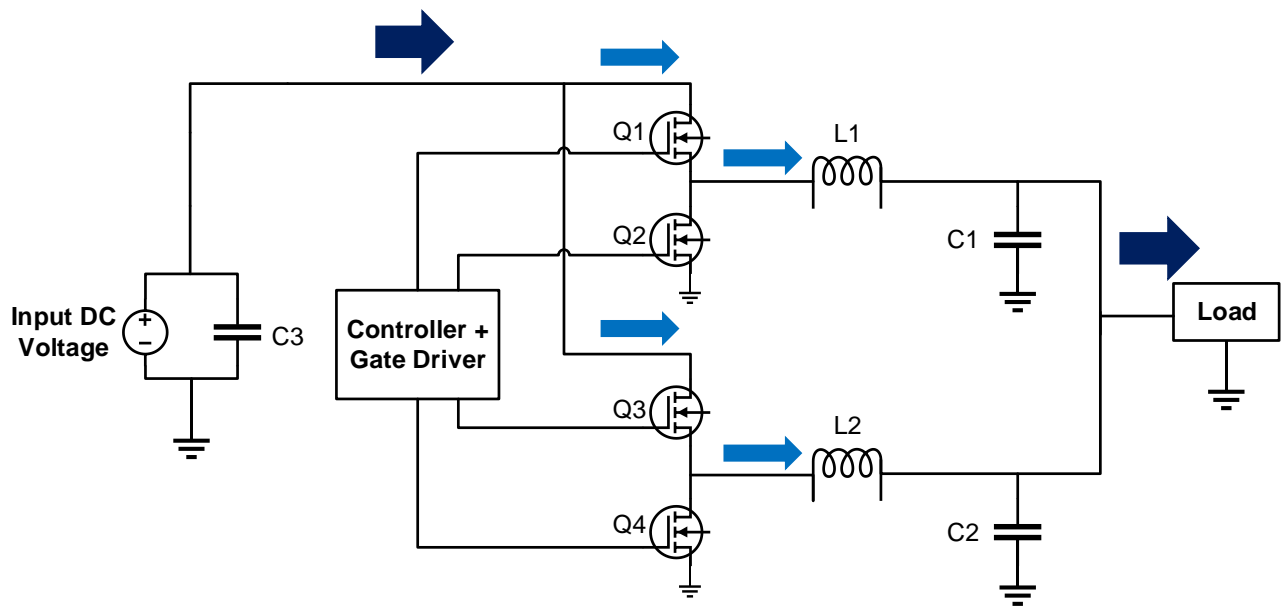 Q1
L1
Q2
C1
Input DC
Voltage
+
−
C3
Controller +
Gate Driver
Load
Q3
L2
Q4
C2